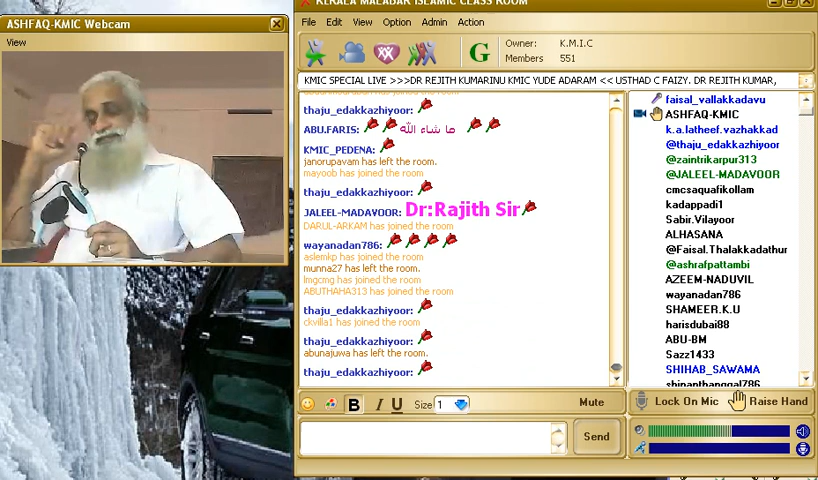 ASHFAQ-KMIC Webcam
View
KERALA MALABAR ISLAMIC CLASS ROOM
File Edit View Option Admin Action
G
Owner: K.M.I.C
Members 551
KMIC SPECIAL LIVE >>>DR REJITH KUMARINU KMIC YUDE ADARAM << USTHAD C FAIZY. DR REJITH KUMAR,
thaju_edakkazhiyoor:
ABU.FARIS: ما شاء الله
KMIC_PEDENA:
janorupavam has left the room.
mayoob has joined the room
thaju_edakkazhiyoor:
JALEEL-MADAVOOR: Dr:Rajith Sir
DARUL-ARKAM has joined the room
wayanadan786:
aslemkp has joined the room
munna27 has left the room.
lmgcmg has joined the room
ABUTHAHA313 has joined the room
thaju_edakkazhiyoor:
ckvilla1 has joined the room
thaju_edakkazhiyoor:
abunajuwa has left the room.
thaju_edakkazhiyoor:
faisal_vallakkadavu
ASHFAQ-KMIC
k.a.latheef.vazhakkad
@thaju_edakkazhiyoor
@zaintrikarpur313
@JALEEL-MADAVOOR
cmcsaquafikollam
kadappadi1
Sabir.Vilayoor
ALHASANA
@Faisal.Thalakkadathur
@ashrafpattambi
AZEEM-NADUVIL
wayanadan786
SHAMEER.K.U
harisdubai88
ABU-BM
Sazz1433
SHIHAB_SAWAMA
shinanthanggal786
B I U Size 1 Mute
Lock On Mic Raise Hand
Send